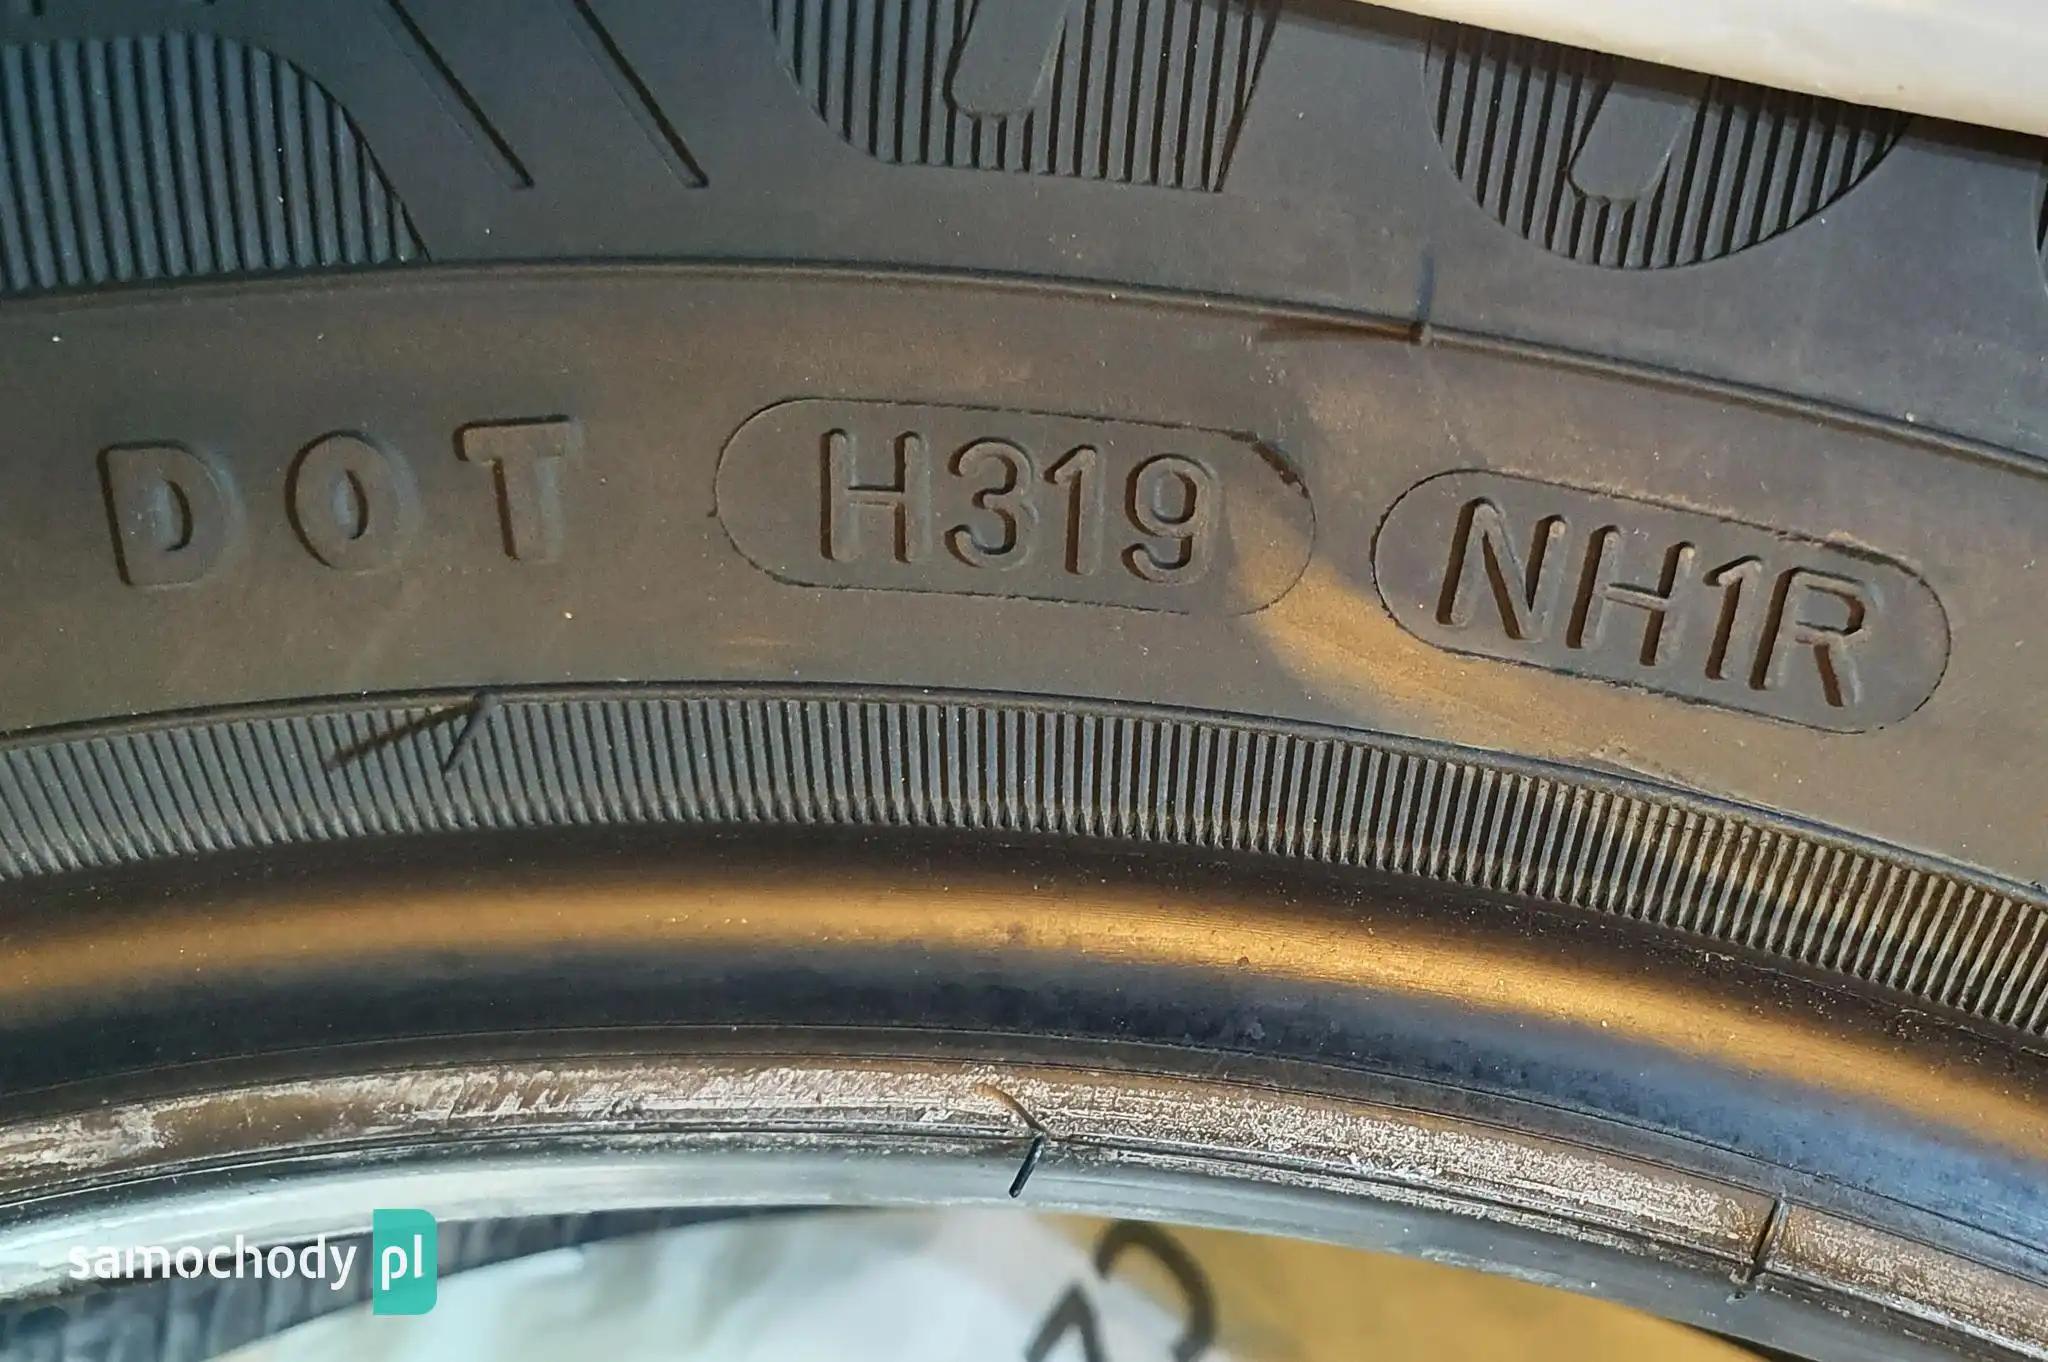 DOT H319 NH1R
samochody pl